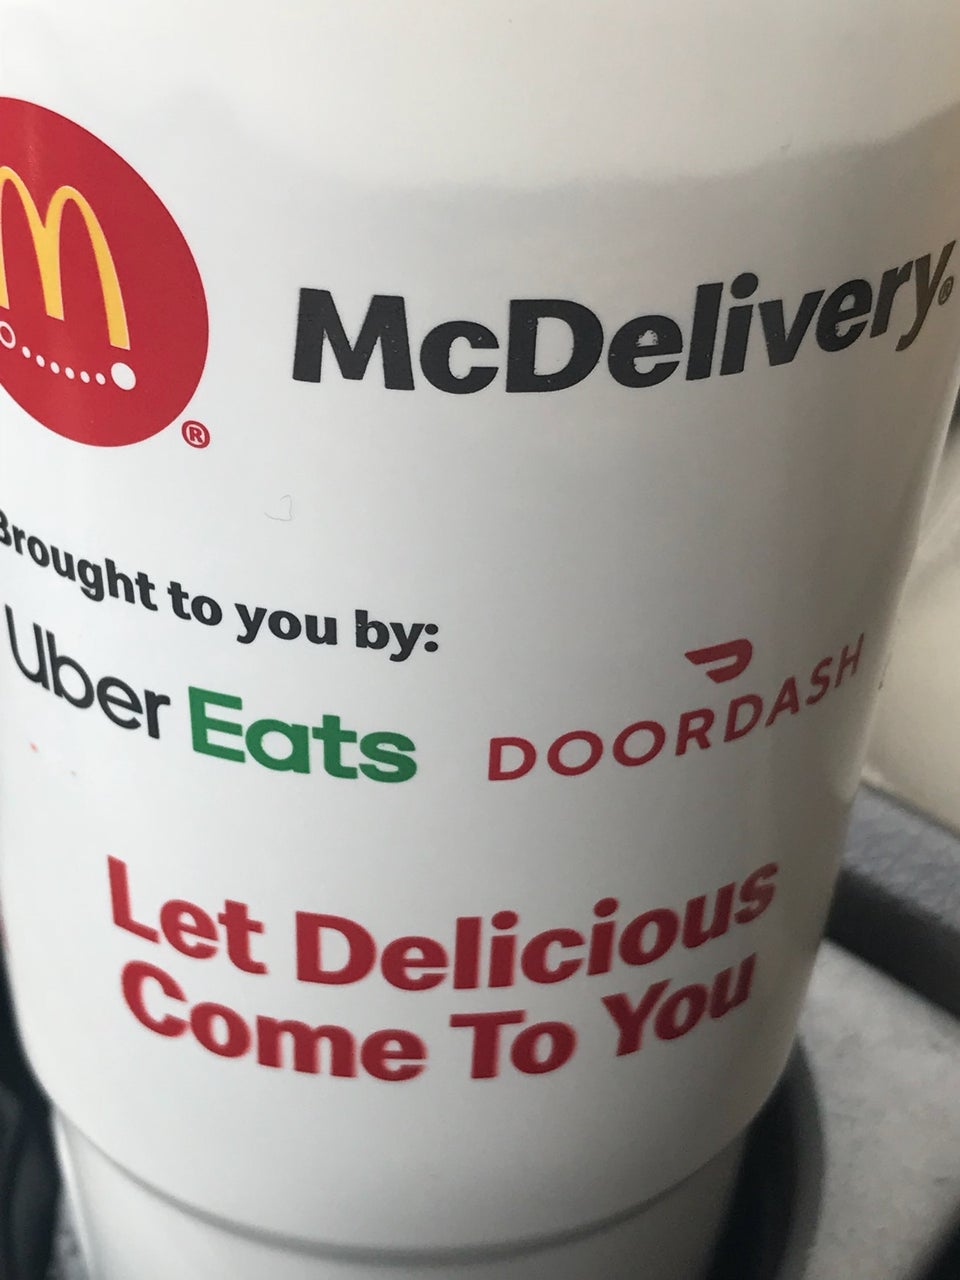 M
®
McDelivery®
Brought to you by:
Uber Eats
DOORDASH
Let Delicious
Come To You